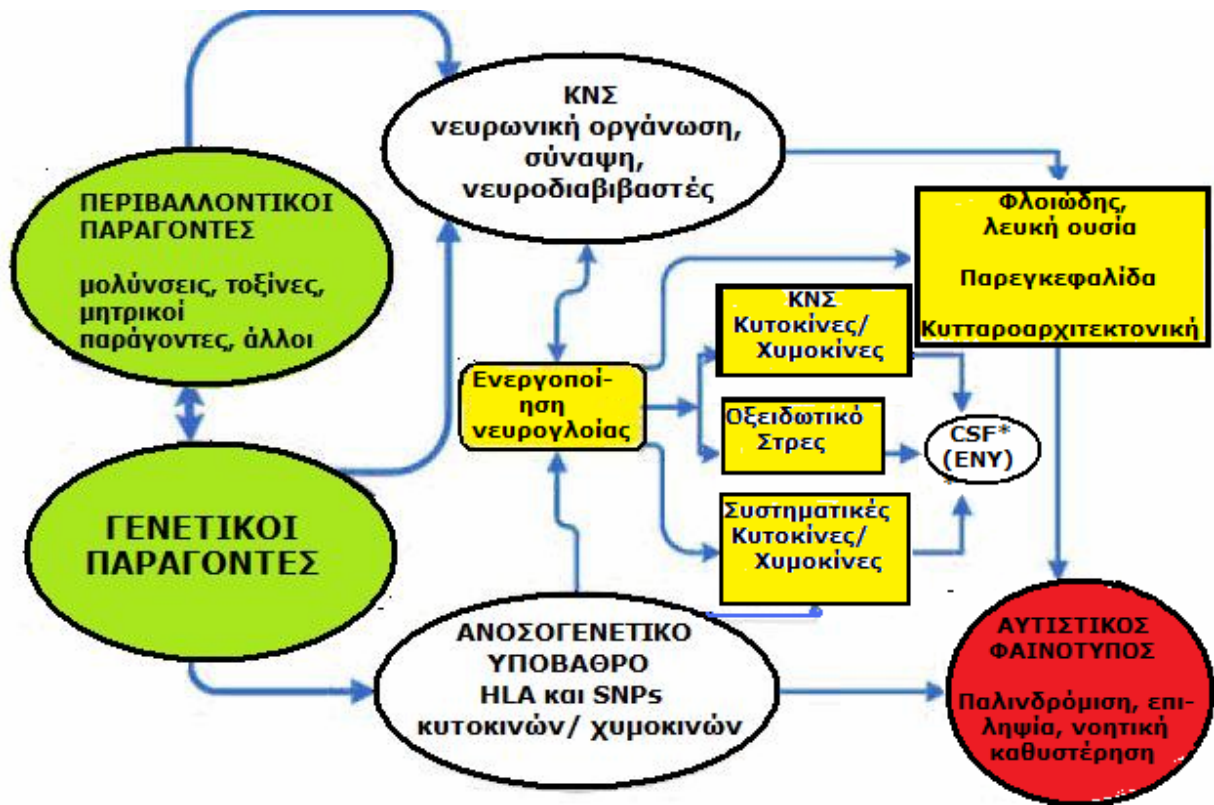 ΚΝΣ
νευρωνική οργάνωση,
σύναψη,
νευροδιαβιβαστές
ΠΕΡΙΒΑΛΛΟΝΤΙΚΟΙ
ΠΑΡΑΓΟΝΤΕΣ
μολύνσεις, τοξίνες,
μητρικοί
παράγοντες, άλλοι
Φλοιώδης,
λευκή ουσία
Παρεγκεφαλίδα
Κυτταροαρχιτεκτονική
ΚΝΣ
Κυτοκίνες/
Χυμοκίνες
Ενεργοποί-
ηση
νευρογλοίας
Οξειδωτικό
Στρες
CSF*
(ΕΝΥ)
*
Συστηματικές
Κυτοκίνες/
Χυμοκίνες
ΓΕΝΕΤΙΚΟΙ
ΠΑΡΑΓΟΝΤΕΣ
ΑΝΟΣΟΓΕΝΕΤΙΚΟ
ΥΠΟΒΑΘΡΟ
HLA και SNPs
κυτοκινών/ χυμοκινών
ΑΥΤΙΣΤΙΚΟΣ
ΦΑΙΝΟΤΥΠΟΣ
Παλινδρόμιση, επι-
ληψία, νοητική
καθυστέρηση